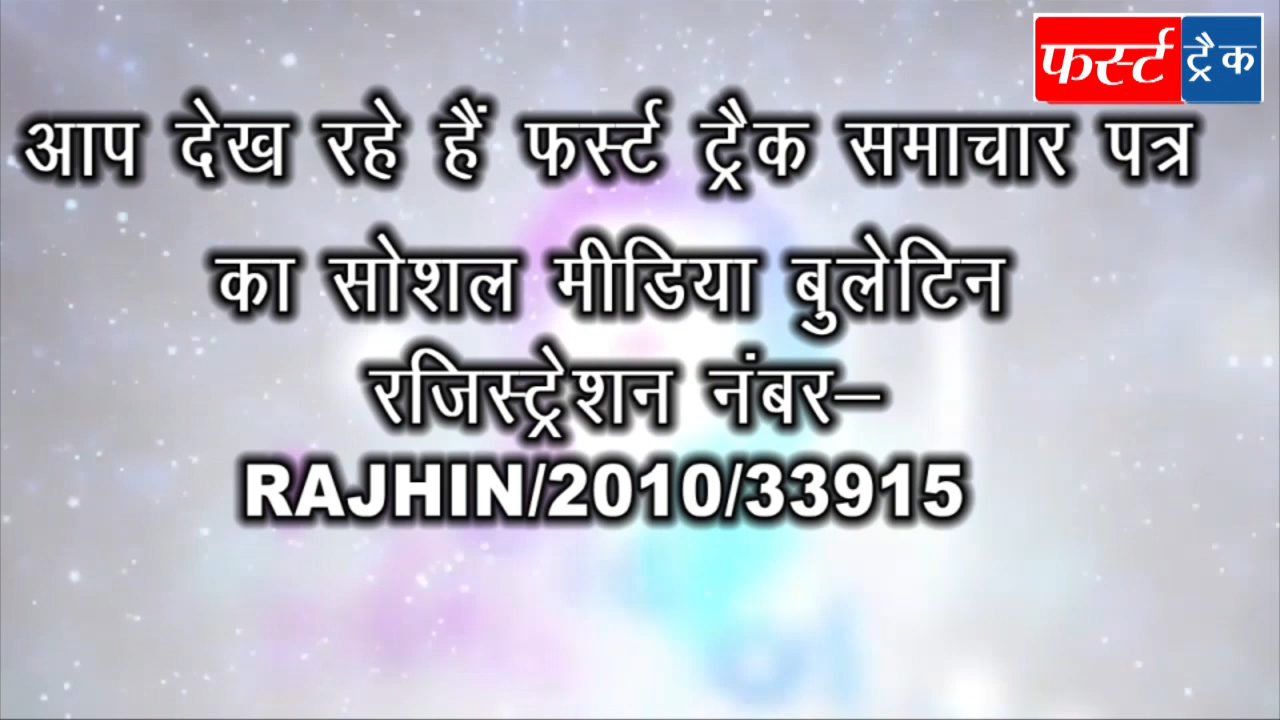 फर्स्ट ट्रैक
आप देख रहे हैं फर्स्ट ट्रैक समाचार पत्र
का सोशल मीडिया बुलेटिन
रजिस्ट्रेशन नंबर–
RAJHIN/2010/33915